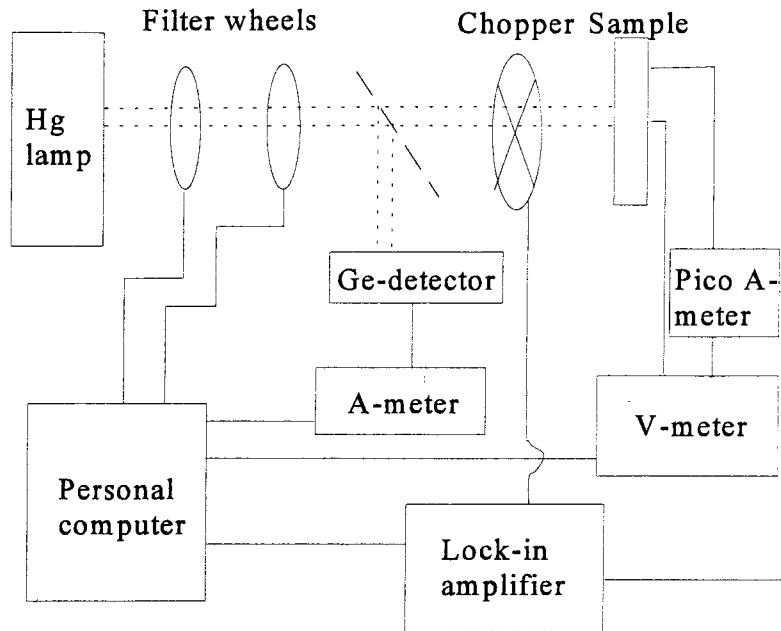 Filter wheels
Chopper Sample
Hg
lamp
Ge-detector
Pico A-
meter
A-meter
V-meter
Personal
computer
Lock-in
amplifier